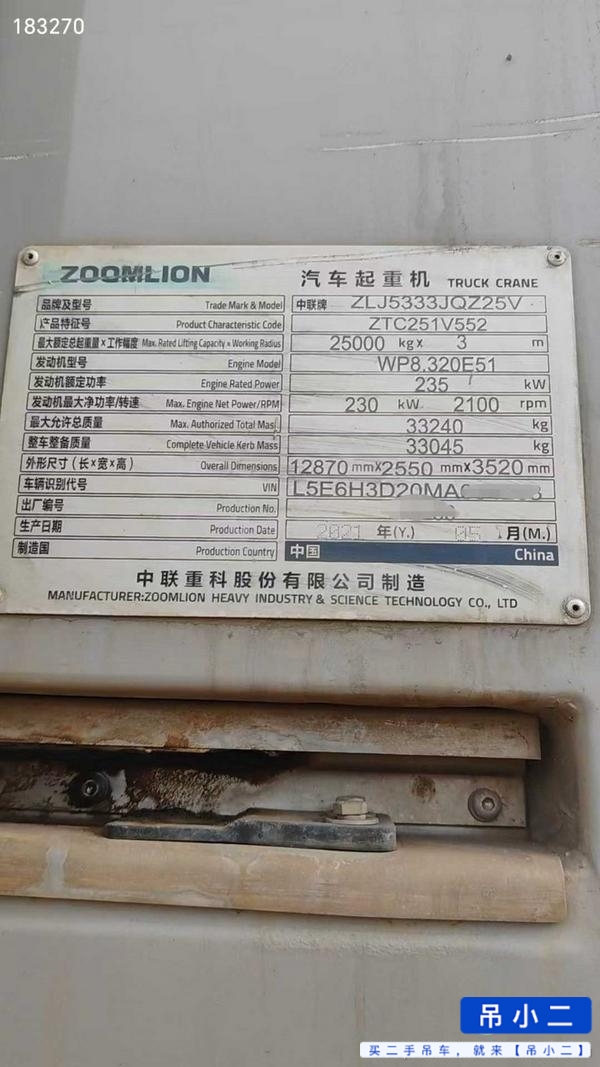 183270
ZOOMLION 汽车起重机 TRUCK CRANE
品牌及型号 Trade Mark & Model 中联牌 ZLJ5333JQZ25V
产品特征号 Product Characteristic Code ZTC251V552
最大额定总起重量×工作幅度 Max. Rated Lifting Capacity × Working Radius 25000 kg× 3 m
发动机型号 Engine Model WP8.320E51
发动机额定功率 Engine Rated Power 235 kW
发动机最大净功率/转速 Max. Engine Net Power/RPM 230 kW 2100 rpm
最大允许总质量 Max. Authorized Total Mass 33240 kg
整车整备质量 Complete Vehicle Kerb Mass 33045 kg
外形尺寸(长×宽×高) Overall Dimensions 12870 mm×2550 mm×3520 mm
车辆识别代号 VIN L5E6H3D20MA
出厂编号 Production No.
生产日期 Production Date 2021 年(Y.) 05 月(M.)
制造国 Production Country 中国 China
中联重科股份有限公司制造
MANUFACTURER:ZOOMLION HEAVY INDUSTRY & SCIENCE TECHNOLOGY CO., LTD
吊小二
买二手吊车,就来【吊小二】